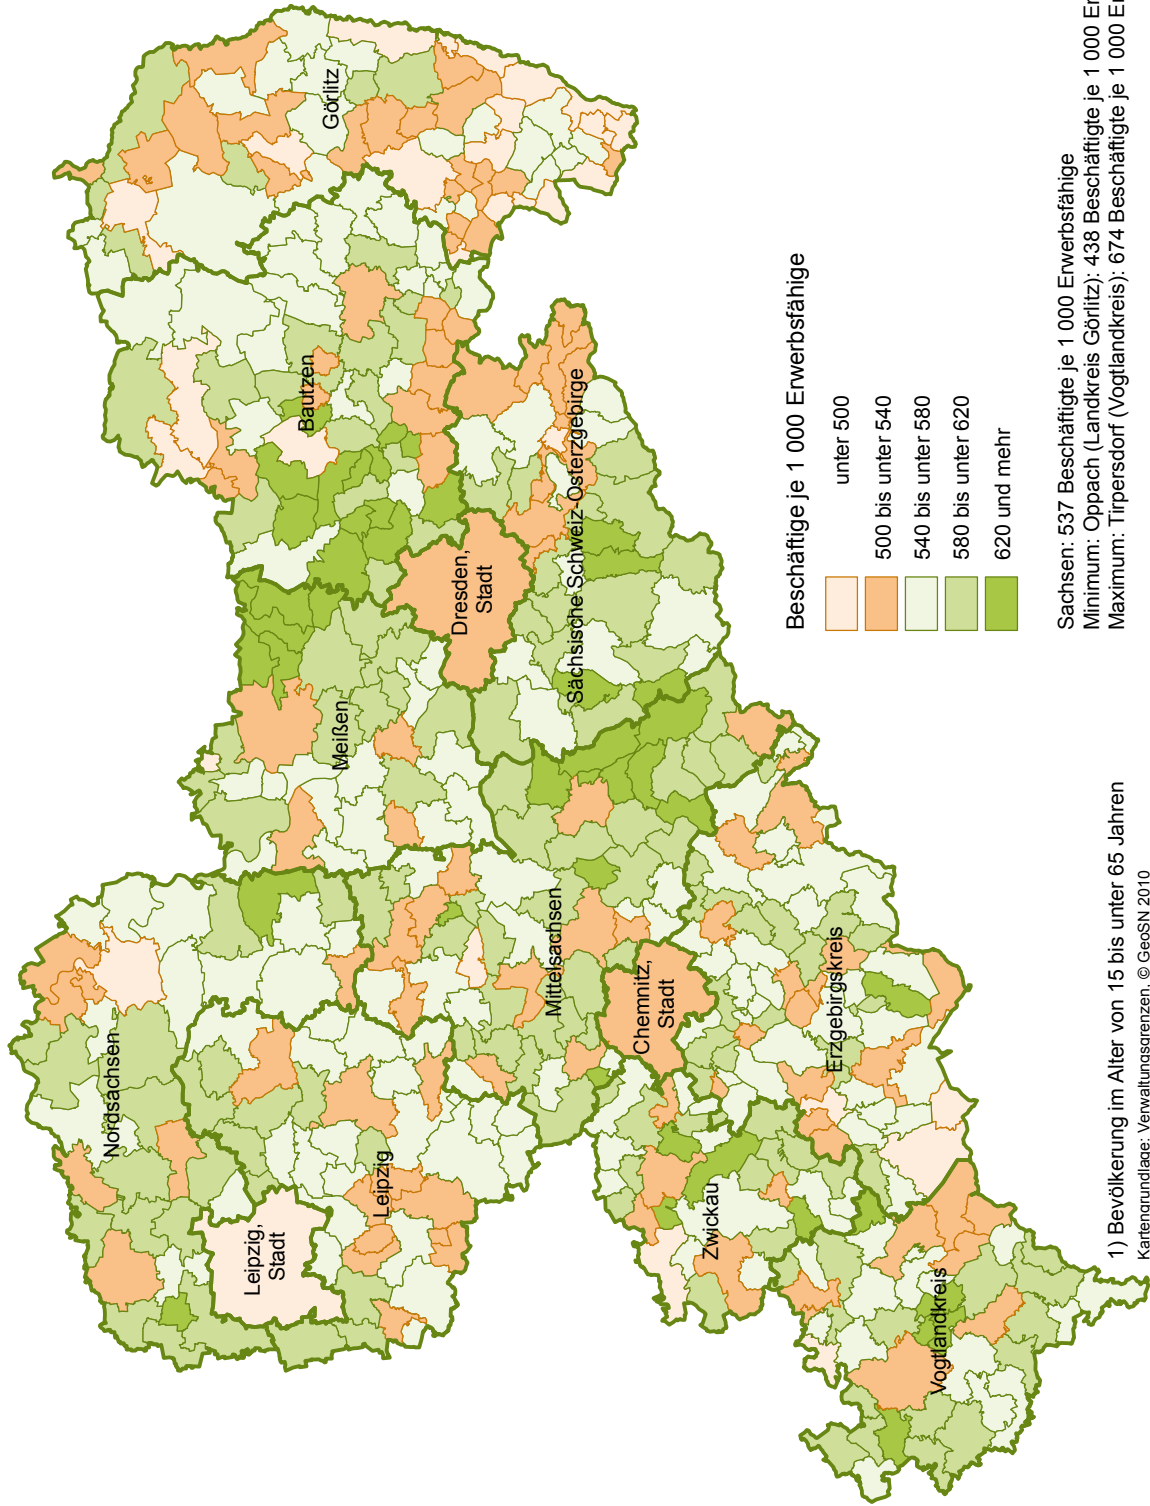 Görlitz
Bautzen
Sächsische Schweiz-Osterzgebirge
Dresden,
Stadt
Meißen
Nordsachsen
Mittelsachsen
Chemnitz,
Stadt
Erzgebirgskreis
Leipzig
Leipzig,
Stadt
Zwickau
Vogtlandkreis
Beschäftige je 1 000 Erwerbsfähige
unter 500
500 bis unter 540
540 bis unter 580
580 bis unter 620
620 und mehr
Sachsen: 537 Beschäftigte je 1 000 Erwerbsfähige
Minimum: Oppach (Landkreis Görlitz): 438 Beschäftigte je 1 000
Maximum: Tirpersdorf (Vogtlandkreis): 674 Beschäftigte je 1 000
1) Bevölkerung im Alter von 15 bis unter 65 Jahren
Kartengrundlage: Verwaltungsgrenzen. © GeoSN 2010